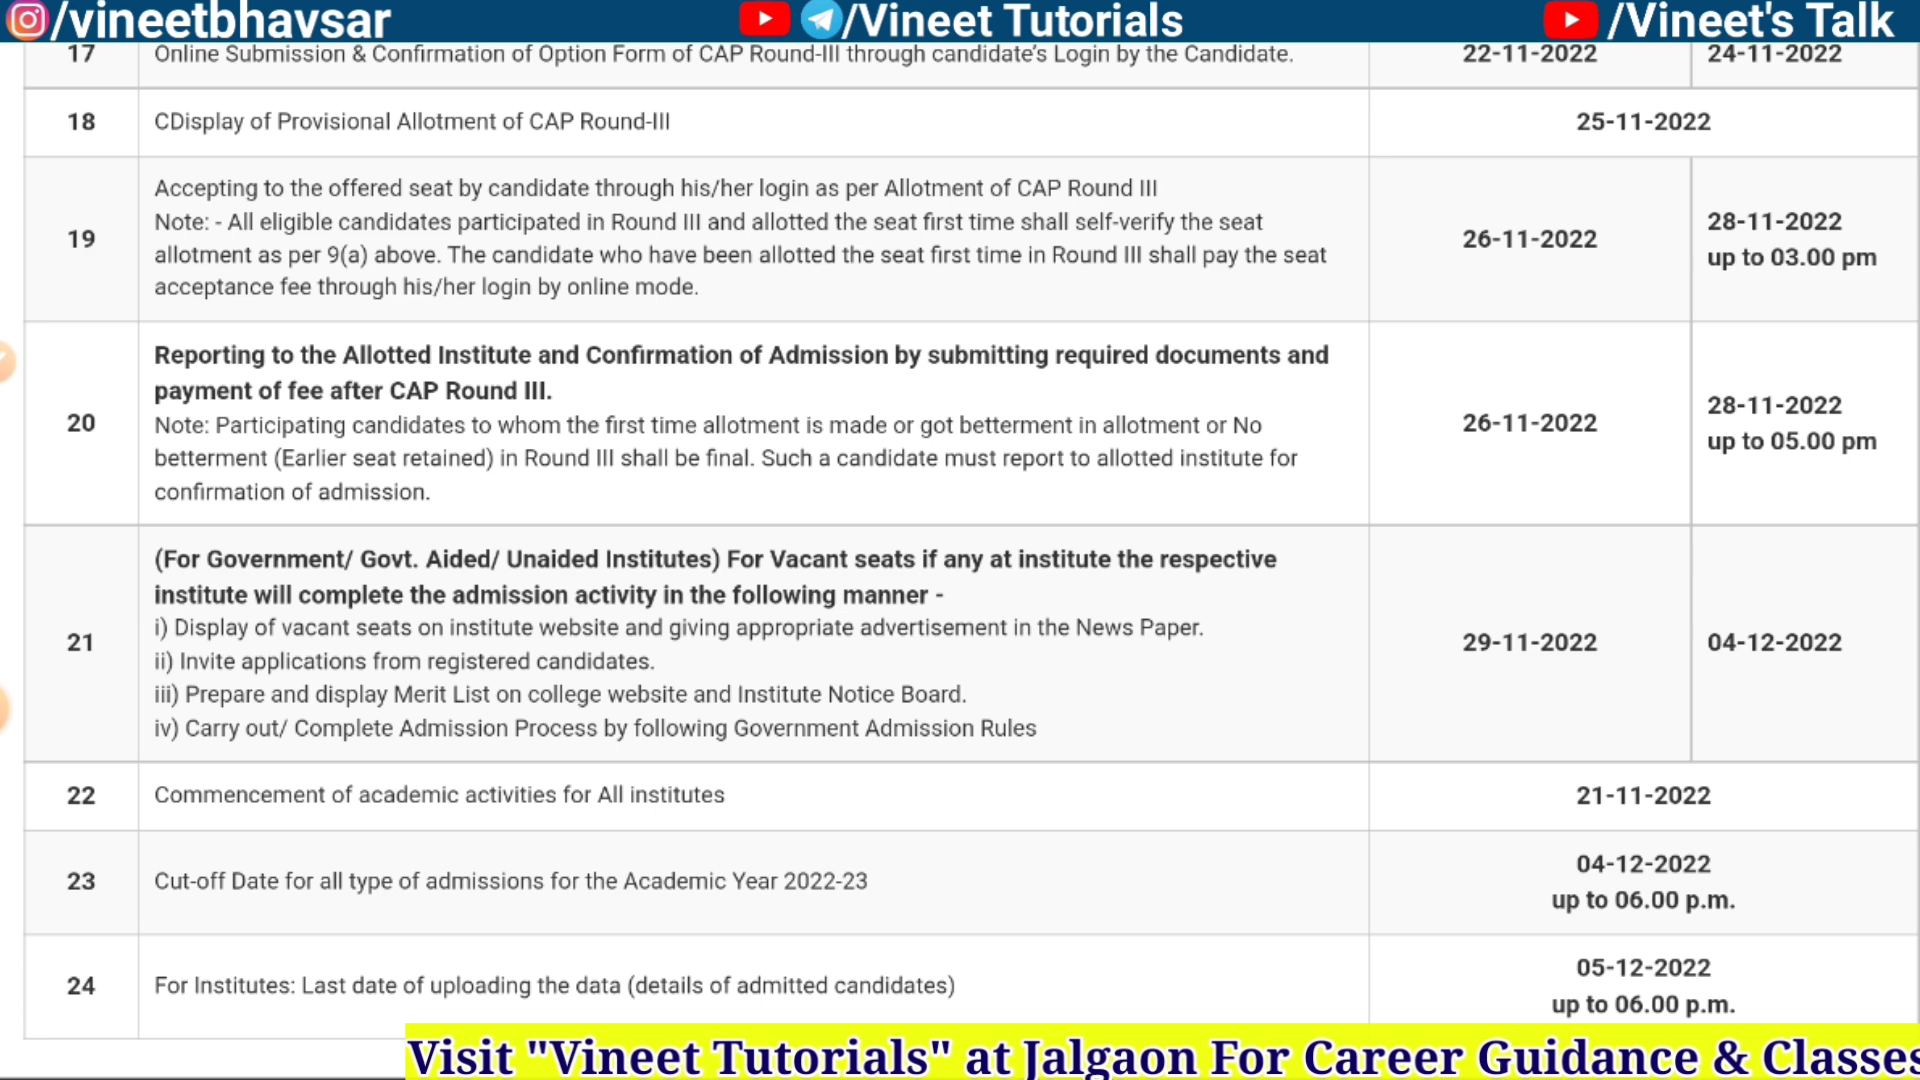 /vineetbhavsar /Vineet Tutorials /Vineet's Talk
17 Online Submission & Confirmation of Option Form of CAP Round-III through candidate's Login by the Candidate. 22-11-2022 24-11-2022
18 CDisplay of Provisional Allotment of CAP Round-III 25-11-2022
Accepting to the offered seat by candidate through his/her login as per Allotment of CAP Round III
Note: - All eligible candidates participated in Round III and allotted the seat first time shall self-verify the seat
allotment as per 9(a) above. The candidate who have been allotted the seat first time in Round III shall pay the seat
acceptance fee through his/her login by online mode.
19
26-11-2022
28-11-2022
up to 03.00 pm
Reporting to the Allotted Institute and Confirmation of Admission by submitting required documents and
payment of fee after CAP Round III.
Note: Participating candidates to whom the first time allotment is made or got betterment in allotment or No
betterment (Earlier seat retained) in Round III shall be final. Such a candidate must report to allotted institute for
confirmation of admission.
20
26-11-2022
28-11-2022
up to 05.00 pm
(For Government/ Govt. Aided/ Unaided Institutes) For Vacant seats if any at institute the respective
institute will complete the admission activity in the following manner -
i) Display of vacant seats on institute website and giving appropriate advertisement in the News Paper.
ii) Invite applications from registered candidates.
iii) Prepare and display Merit List on college website and Institute Notice Board.
iv) Carry out/ Complete Admission Process by following Government Admission Rules
21
29-11-2022
04-12-2022
22 Commencement of academic activities for All institutes 21-11-2022
23 Cut-off Date for all type of admissions for the Academic Year 2022-23
04-12-2022
up to 06.00 p.m.
24 For Institutes: Last date of uploading the data (details of admitted candidates)
05-12-2022
up to 06.00 p.m.
Visit "Vineet Tutorials" at Jalgaon For Career Guidance & Classes